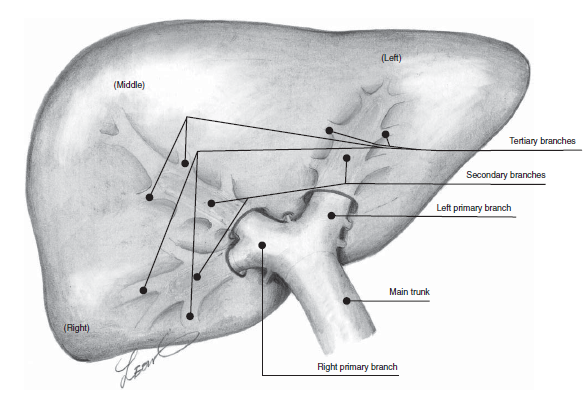 (Left)
(Middle)
Tertiary branches
Secondary branches
Left primary branch
Main trunk
(Right)
Right primary branch